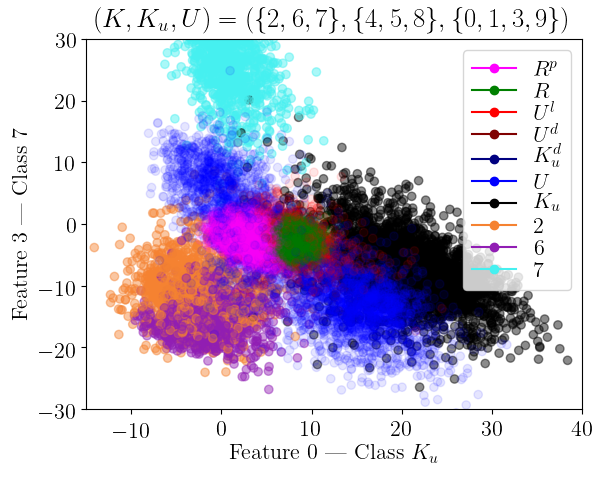 (K, K_u, U) = ({2, 6, 7}, {4, 5, 8}, {0, 1, 3, 9})
R^p
R
U^l
U^d
K_u^d
U
K_u
2
6
7
30
20
10
0
−10
−20
−30
Feature 3 — Class 7
−10 0 10 20 30 40
Feature 0 — Class K_u